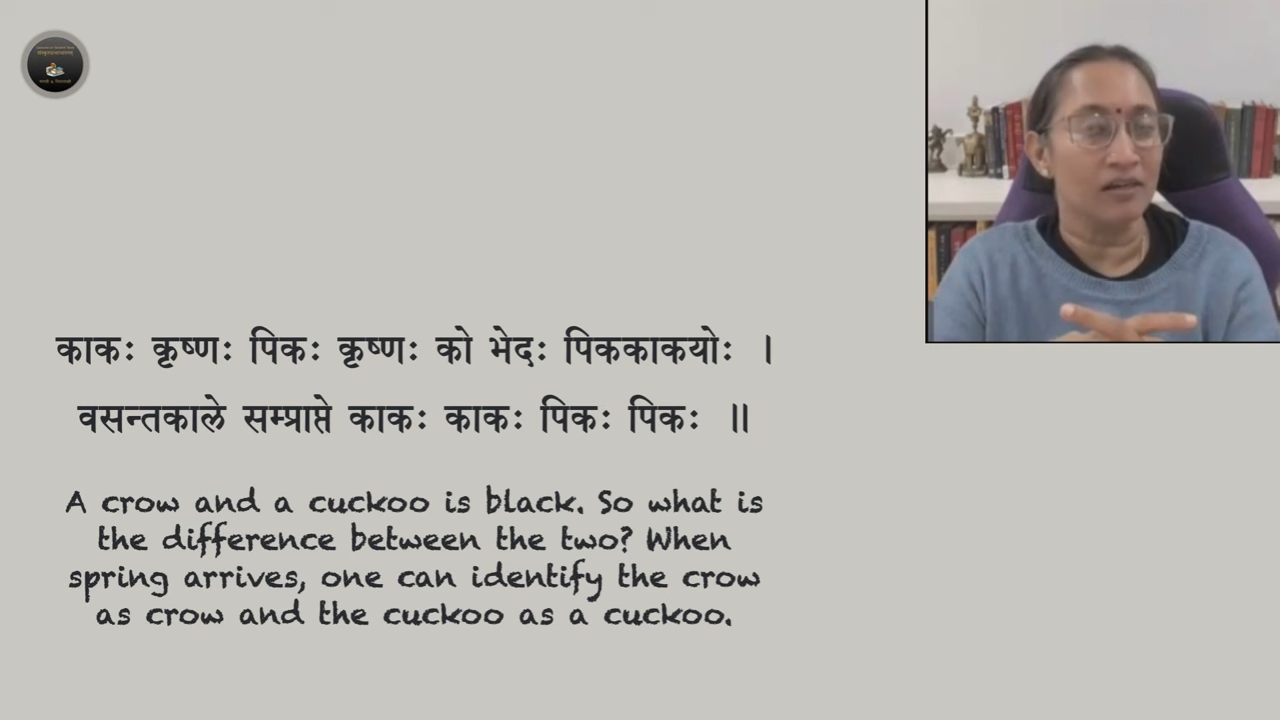 काकः कृष्णः पिकः कृष्णः को भेदः पिककाकयोः ।
वसन्तकाले सम्प्राप्ते काकः काकः पिकः पिकः ॥
A crow and a cuckoo is black. So what is
the difference between the two? When
spring arrives, one can identify the crow
as crow and the cuckoo as a cuckoo.